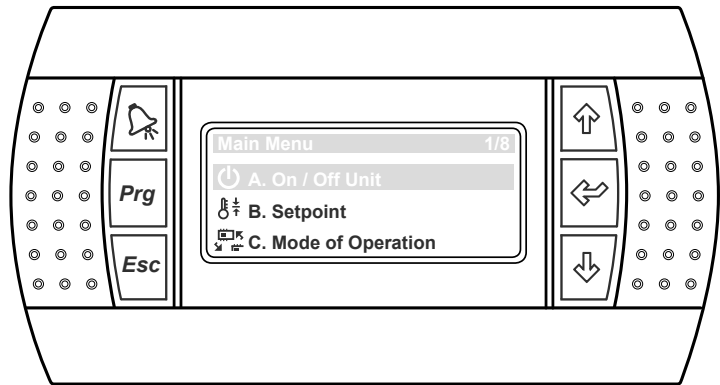 Main Menu 1/8
A. On / Off Unit
B. Setpoint
C. Mode of Operation
Prg
Esc